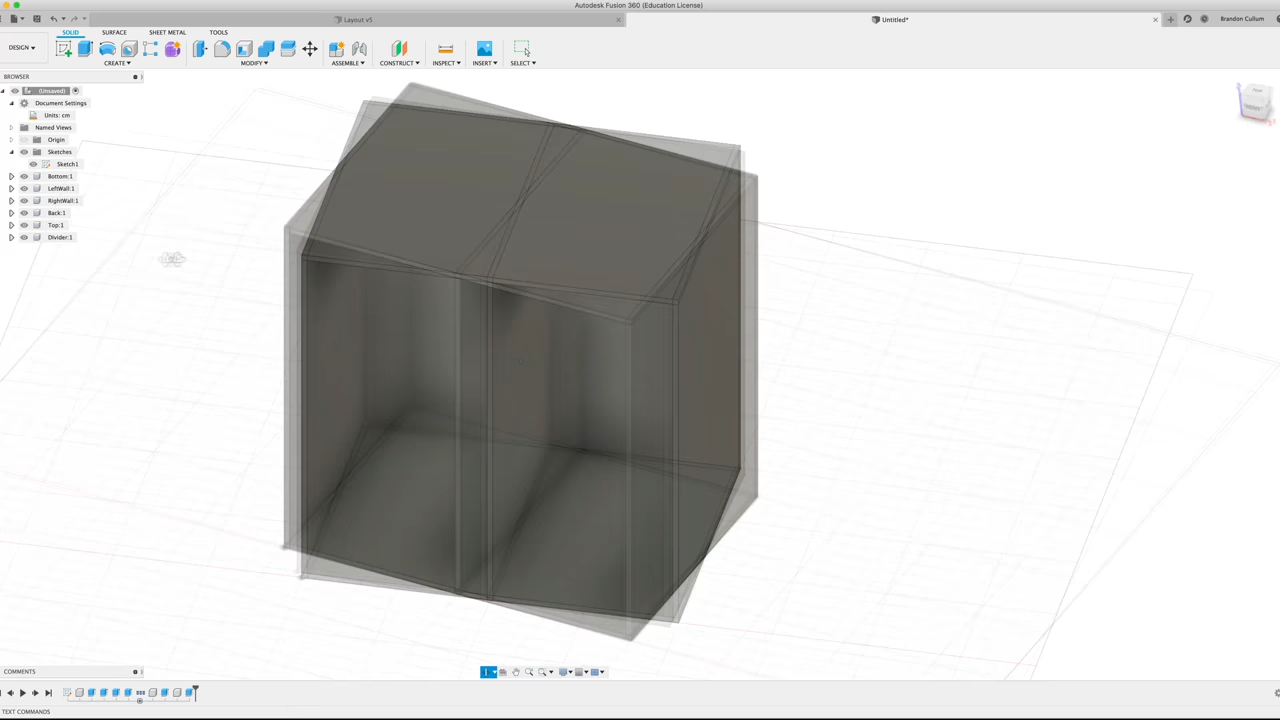 Autodesk Fusion 360 (Education License)
Layout v5
Untitled*
Brandon Cullum
SOLID SURFACE SHEET METAL TOOLS
DESIGN
CREATE MODIFY ASSEMBLE CONSTRUCT INSPECT INSERT SELECT
BROWSER
(Unsaved)
Document Settings
Units: cm
Named Views
Origin
Sketches
Sketch1
Bottom:1
LeftWall:1
RightWall:1
Back:1
Top:1
Divider:1
COMMENTS
TEXT COMMANDS